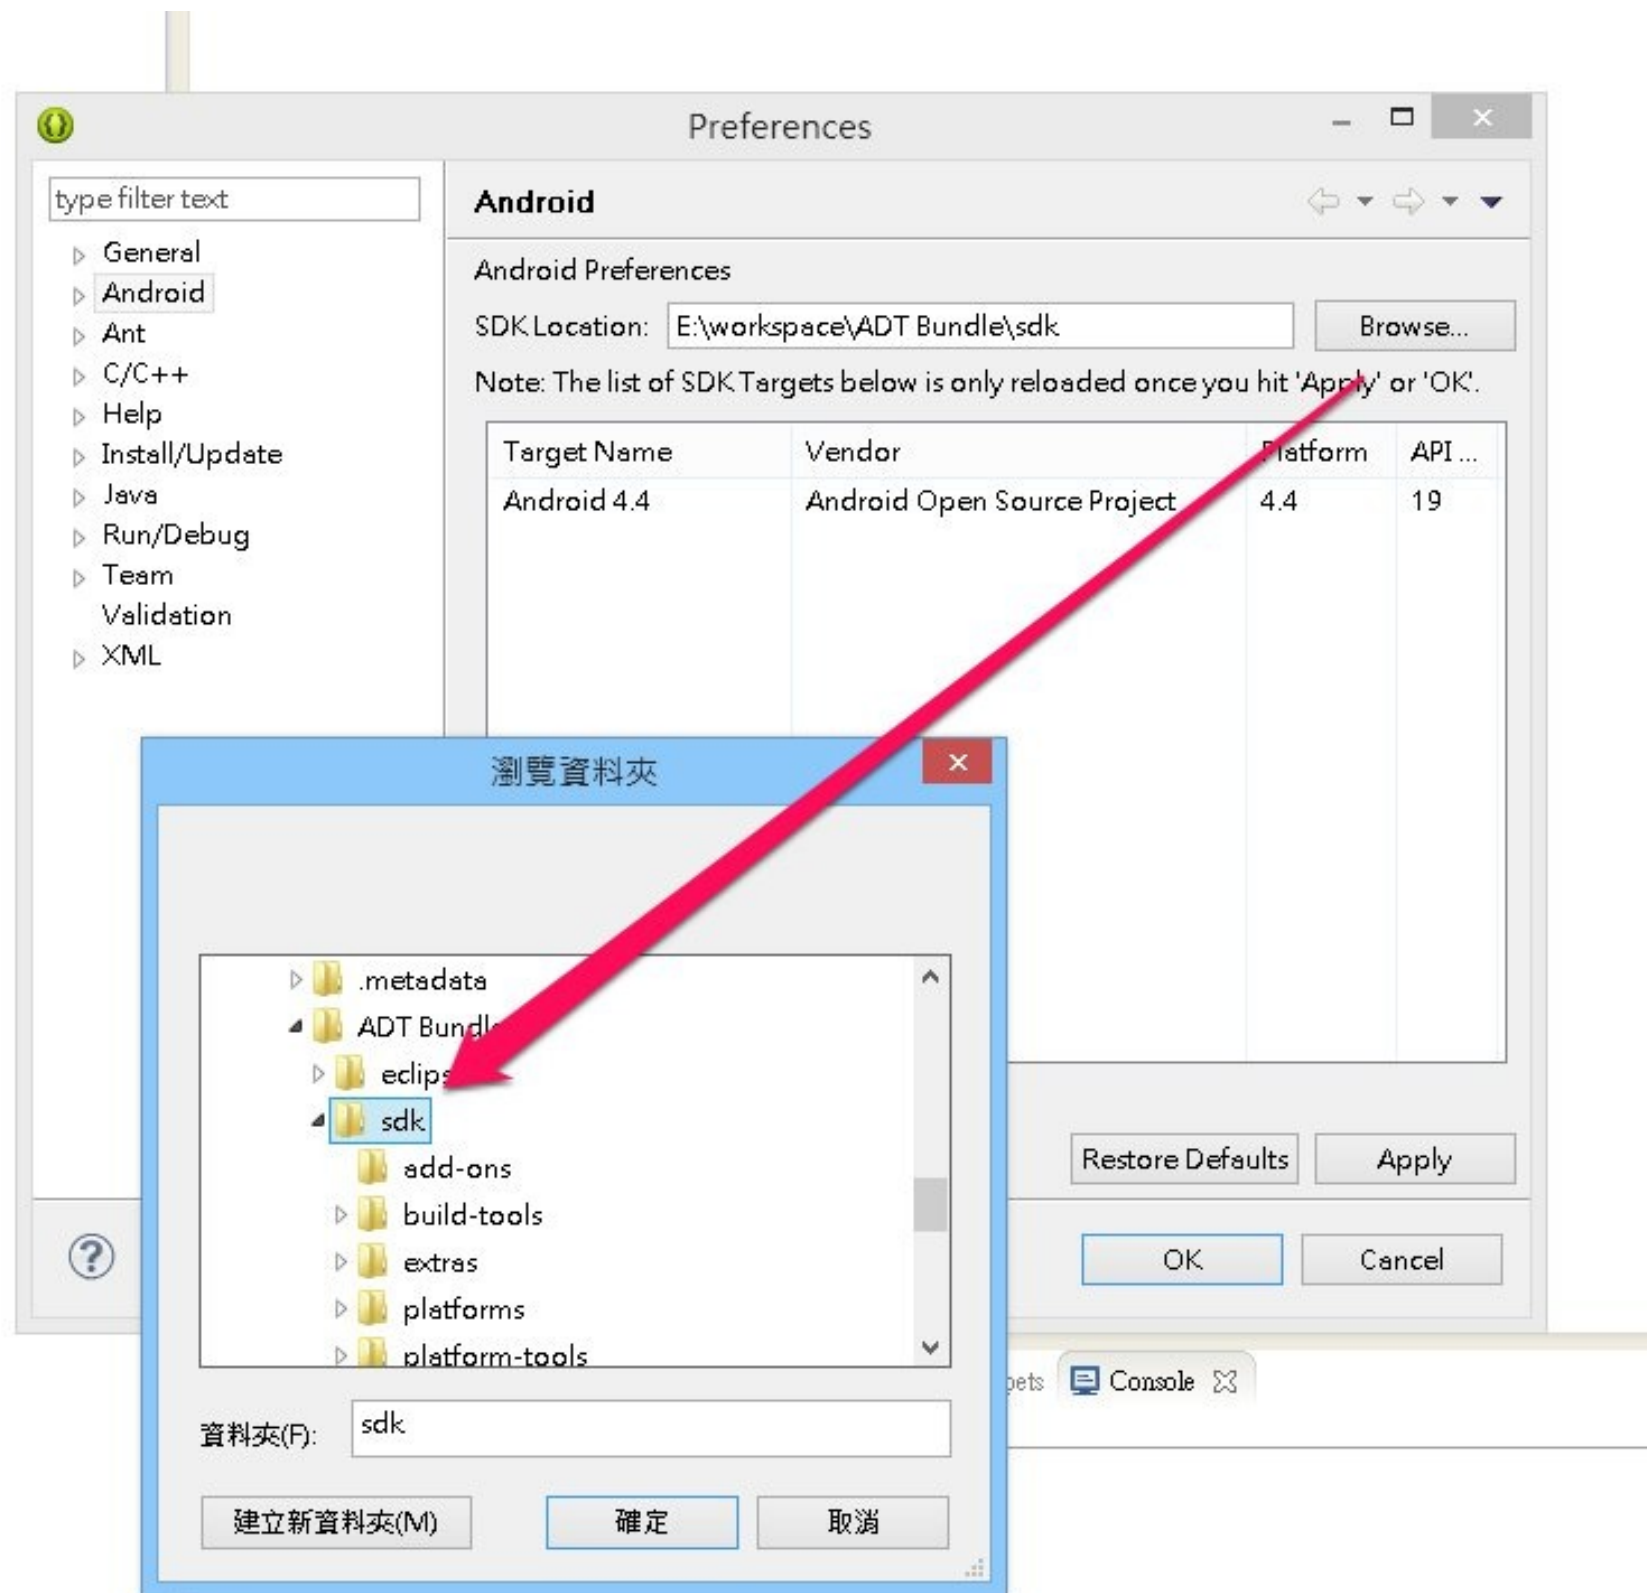 Preferences
type filter text
General
Android
Ant
C/C++
Help
Install/Update
Java
Run/Debug
Team
Validation
XML
Android
Android Preferences
SDK Location: E:\workspace\ADT Bundle\sdk Browse...
Note: The list of SDK Targets below is only reloaded once you hit 'Apply' or 'OK'.
Target Name Vendor Platform API ...
Android 4.4 Android Open Source Project 4.4 19
Restore Defaults Apply
OK Cancel
瀏覽資料夾
.metadata
ADT Bundle
eclips
sdk
add-ons
build-tools
extras
platforms
platform-tools
資料夾(F): sdk
建立新資料夾(M) 確定 取消
Console